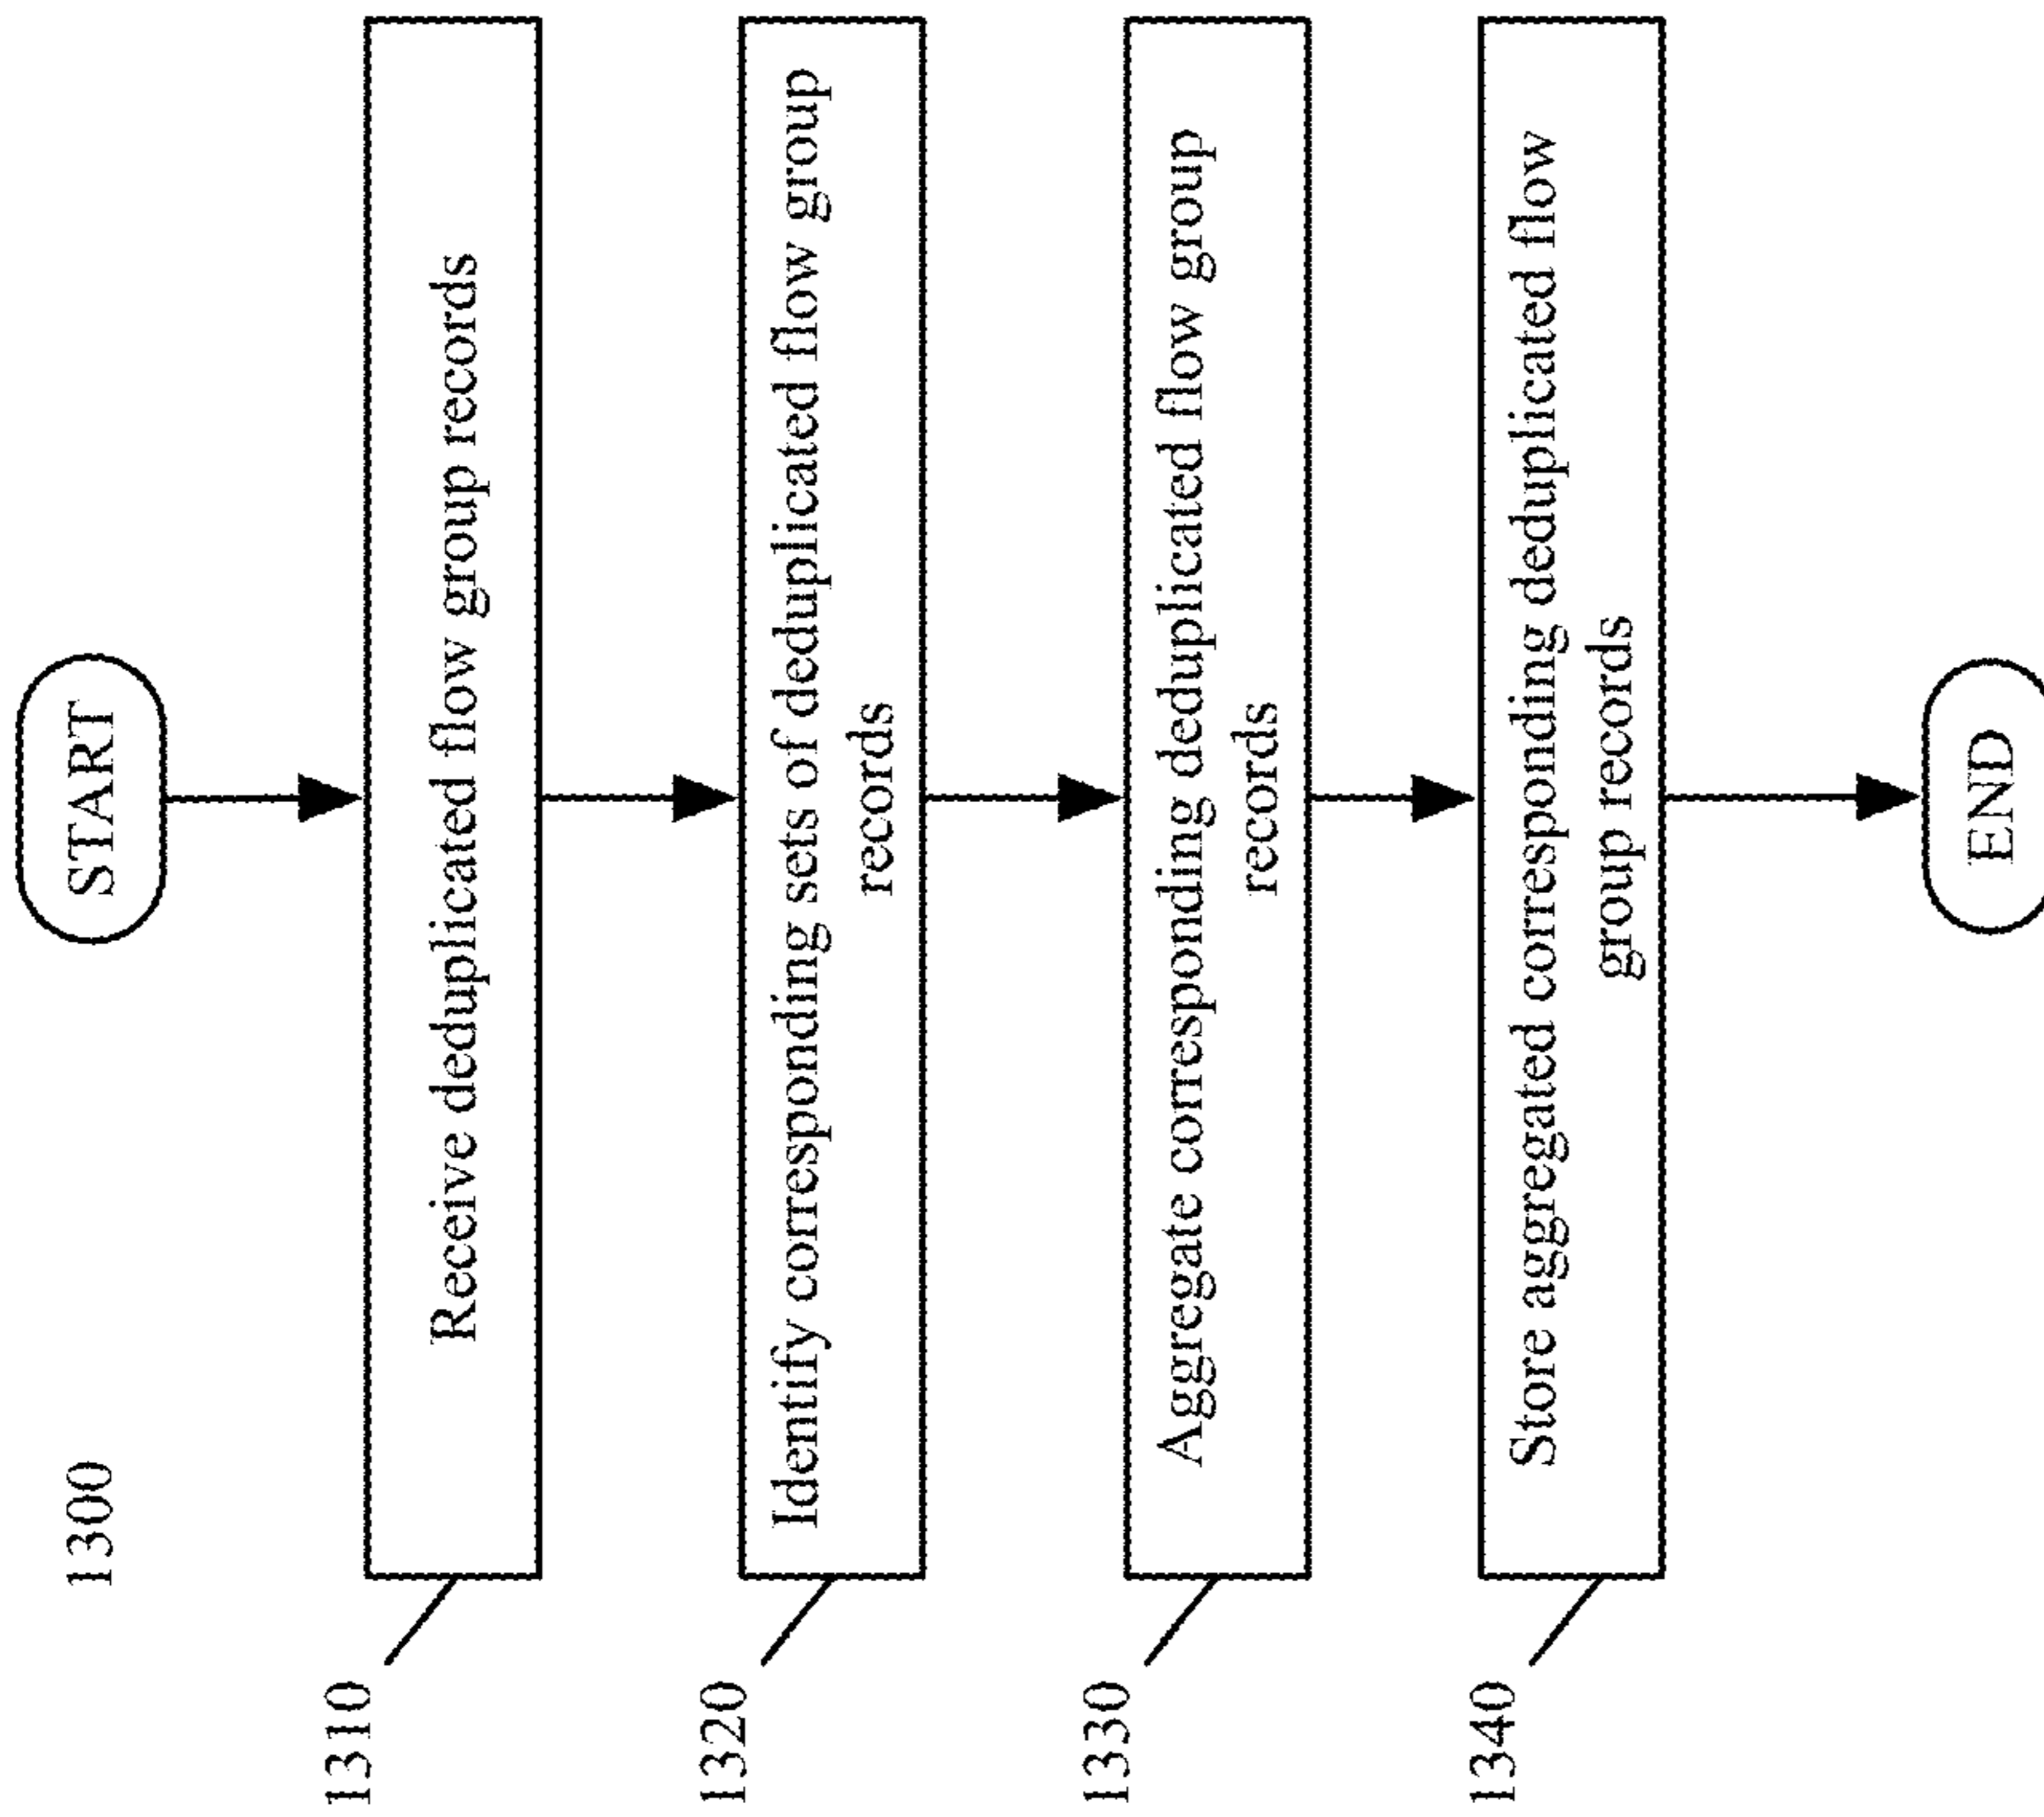 1300
START
1310
Receive deduplicated flow group records
1320
Identify corresponding sets of deduplicated flow group
records
1330
Aggregate corresponding deduplicated flow group
records
1340
Store aggregated corresponding deduplicated flow
group records
END